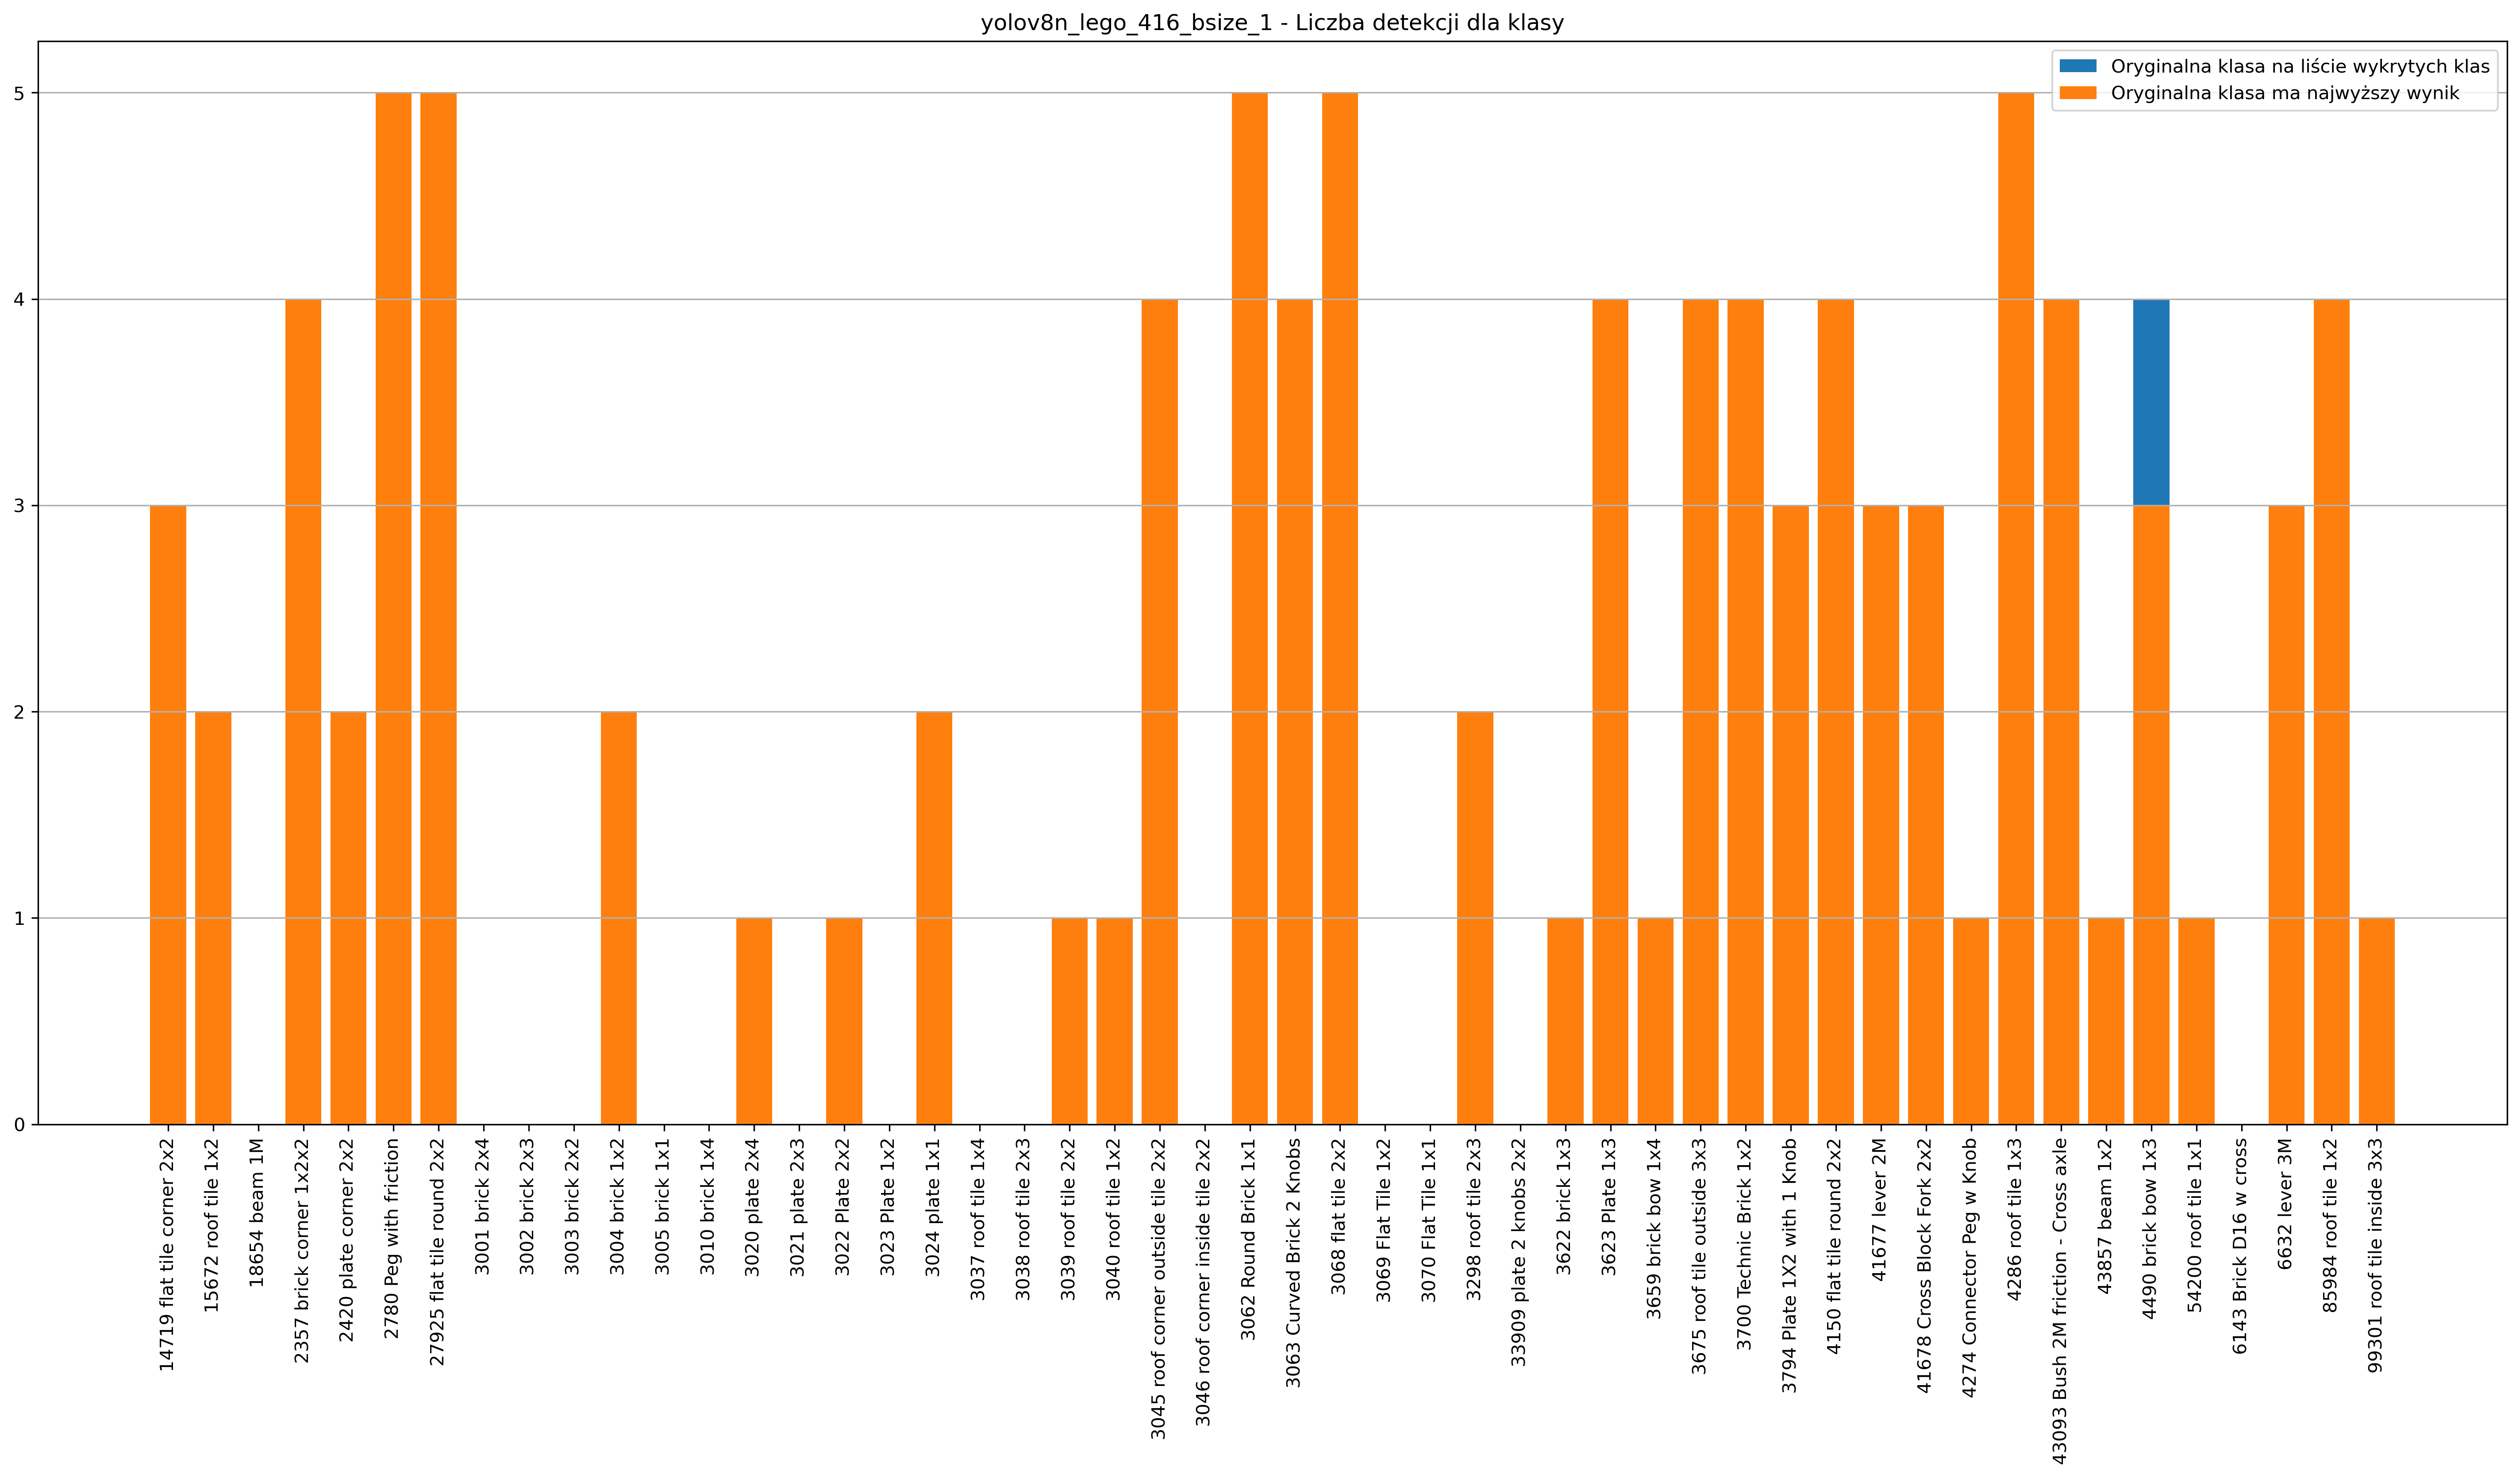 yolov8n_lego_416_bsize_1 - Liczba detekcji dla klasy
Oryginalna klasa na liście wykrytych klas
Oryginalna klasa ma najwyższy wynik
5
4
3
2
1
0
14719 flat tile corner 2x2
15672 roof tile 1x2
18654 beam 1M
2357 brick corner 1x2x2
2420 plate corner 2x2
2780 Peg with friction
27925 flat tile round 2x2
3001 brick 2x4
3002 brick 2x3
3003 brick 2x2
3004 brick 1x2
3005 brick 1x1
3010 brick 1x4
3020 plate 2x4
3021 plate 2x3
3022 Plate 2x2
3023 Plate 1x2
3024 plate 1x1
3037 roof tile 1x4
3038 roof tile 2x3
3039 roof tile 2x2
3040 roof tile 1x2
3045 roof corner outside tile 2x2
3046 roof corner inside tile 2x2
3062 Round Brick 1x1
3063 Curved Brick 2 Knobs
3068 flat tile 2x2
3069 Flat Tile 1x2
3070 Flat Tile 1x1
3298 roof tile 2x3
33909 plate 2 knobs 2x2
3622 brick 1x3
3623 Plate 1x3
3659 brick bow 1x4
3675 roof tile outside 3x3
3700 Technic Brick 1x2
3794 Plate 1X2 with 1 Knob
4150 flat tile round 2x2
41677 lever 2M
41678 Cross Block Fork 2x2
4274 Connector Peg w Knob
4286 roof tile 1x3
43093 Bush 2M friction - Cross axle
43857 beam 1x2
4490 brick bow 1x3
54200 roof tile 1x1
6143 Brick D16 w cross
6632 lever 3M
85984 roof tile 1x2
99301 roof tile inside 3x3